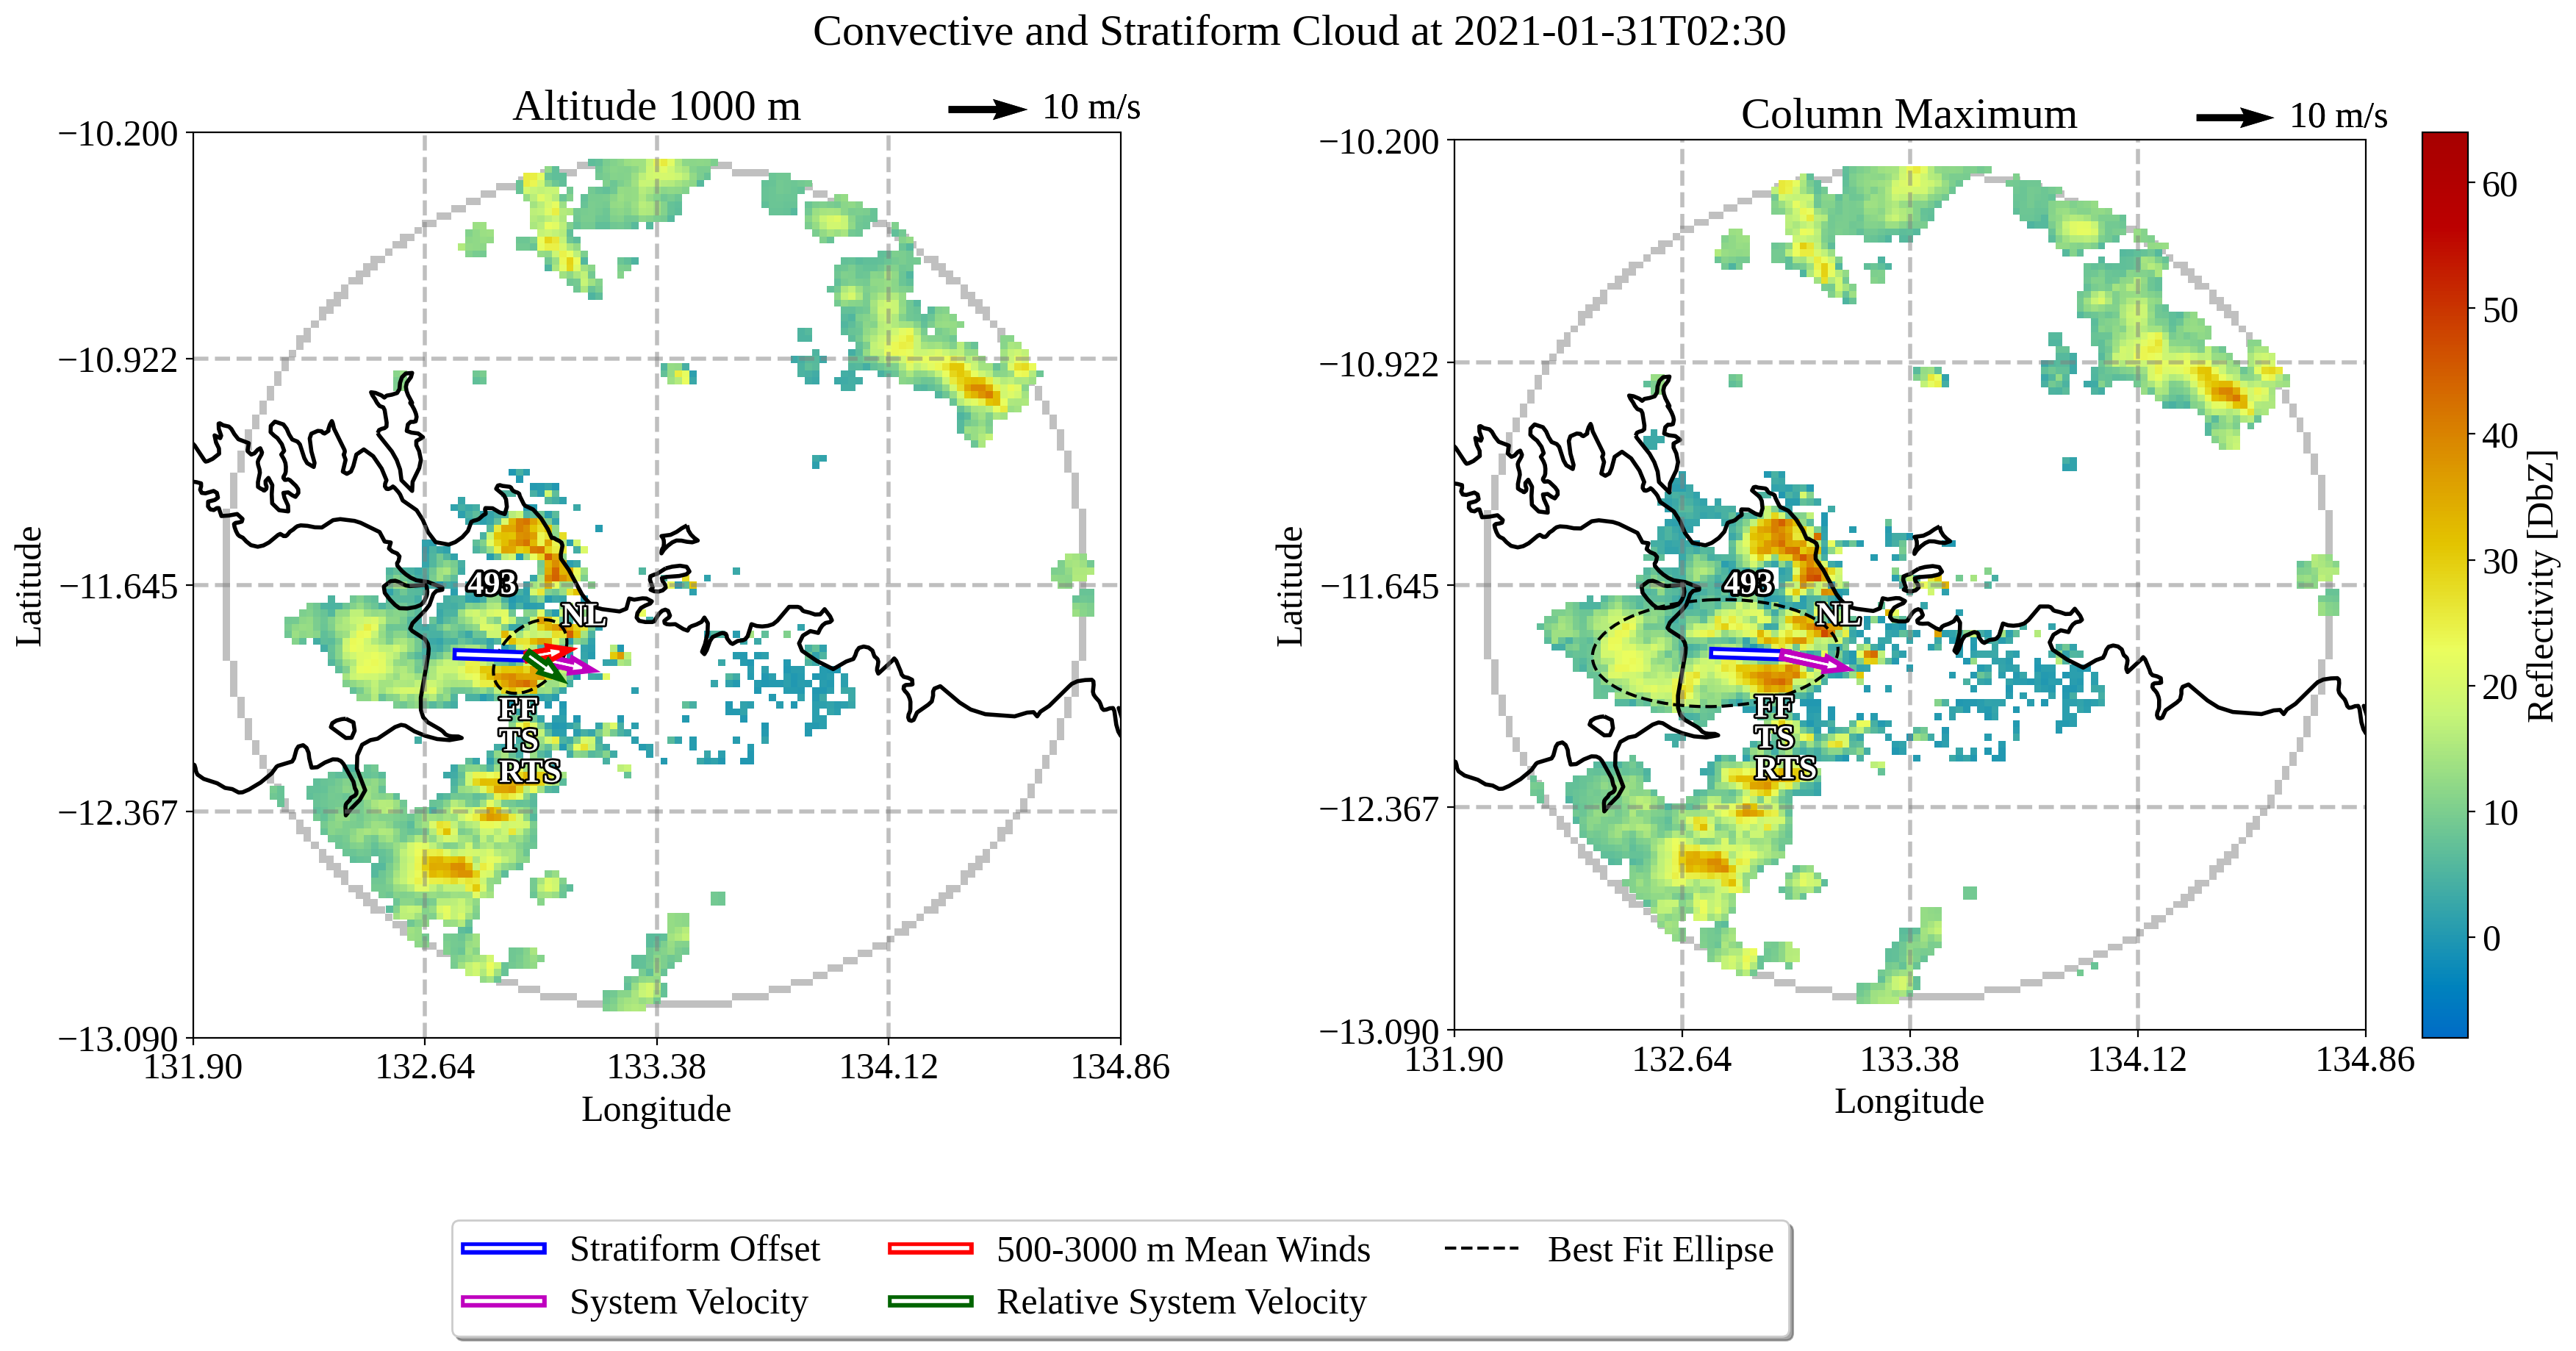 Convective and Stratiform Cloud at 2021-01-31T02:30
Altitude 1000 m
10 m/s
−10.200
−10.922
−11.645
−12.367
−13.090
Latitude
131.90
132.64
133.38
134.12
134.86
Longitude
493
NL
FF
TS
RTS
Column Maximum
10 m/s
−10.200
−10.922
−11.645
−12.367
−13.090
Latitude
131.90
132.64
133.38
134.12
134.86
Longitude
493
NL
FF
TS
RTS
60
50
40
30
20
10
0
Reflectivity [DbZ]
Stratiform Offset
System Velocity
500-3000 m Mean Winds
Relative System Velocity
Best Fit Ellipse